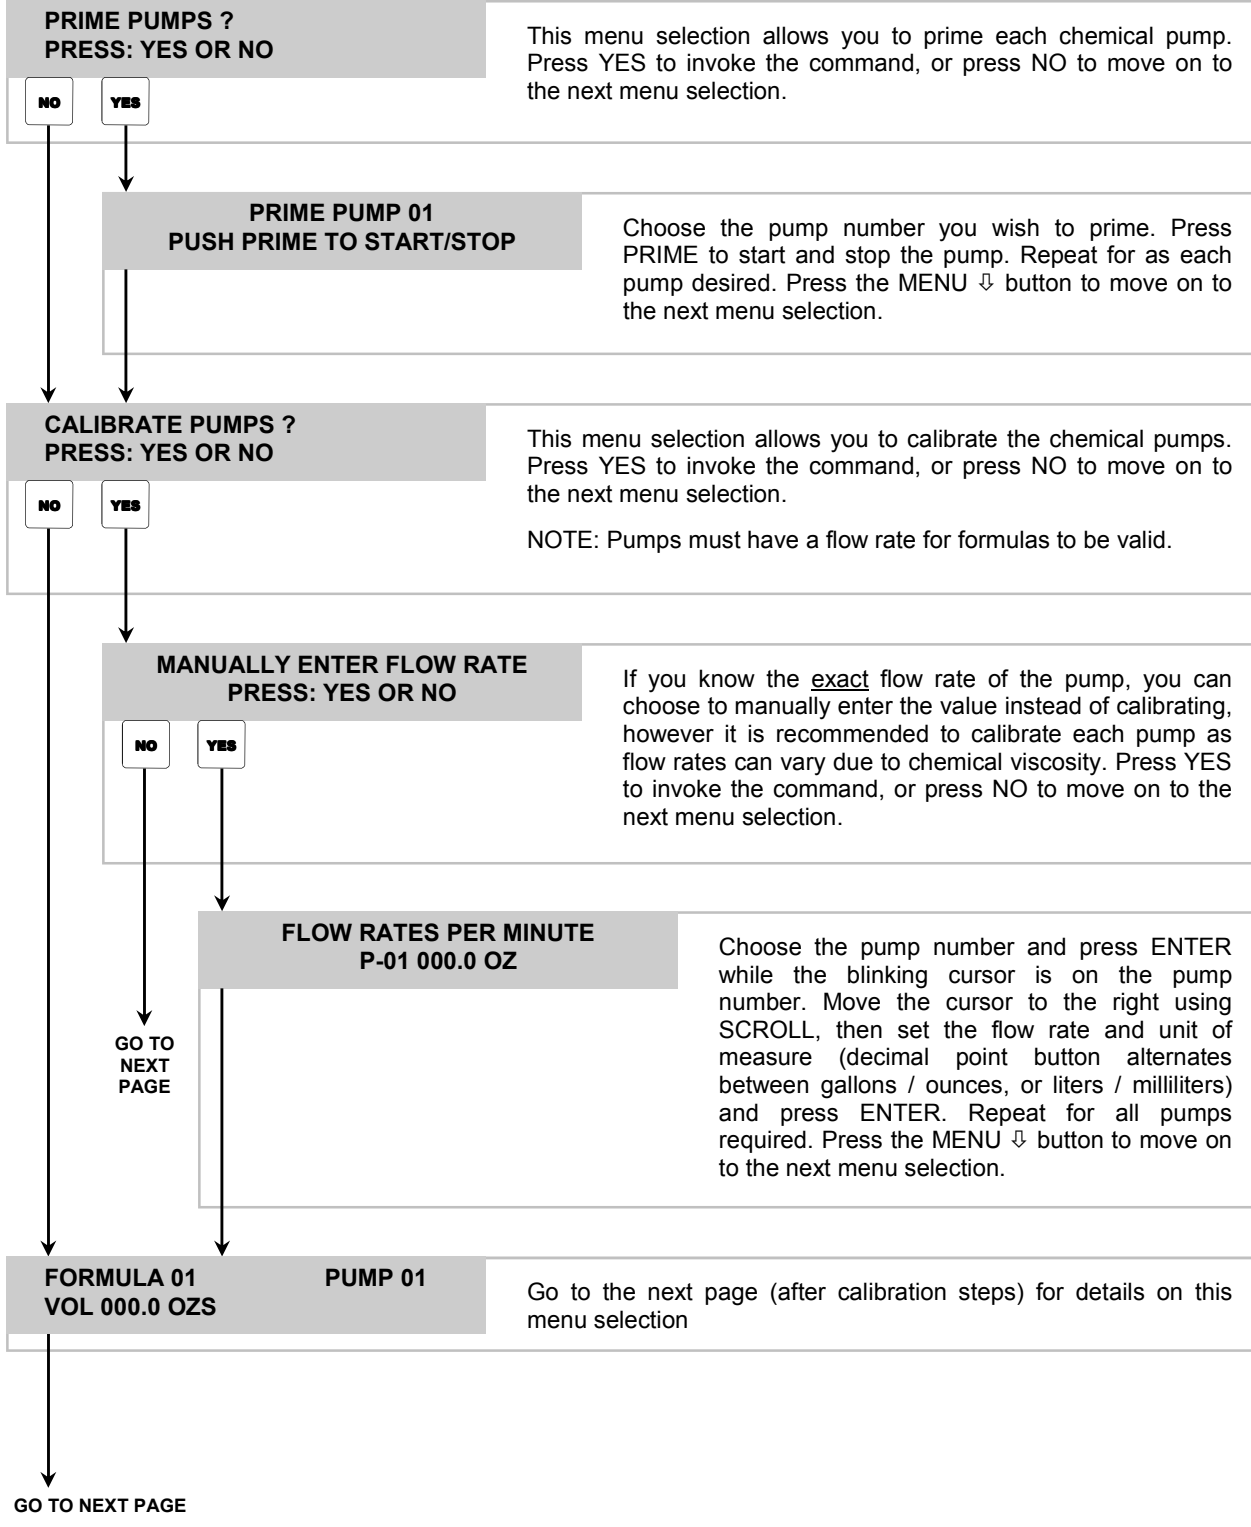 PRIME PUMPS ?
PRESS: YES OR NO
This menu selection allows you to prime each chemical pump.
Press YES to invoke the command, or press NO to move on to
the next menu selection.
NO YES
PRIME PUMP 01
PUSH PRIME TO START/STOP
Choose the pump number you wish to prime. Press
PRIME to start and stop the pump. Repeat for as each
pump desired. Press the MENU ⇩ button to move on to
the next menu selection.
CALIBRATE PUMPS ?
PRESS: YES OR NO
This menu selection allows you to calibrate the chemical pumps.
Press YES to invoke the command, or press NO to move on to
the next menu selection.
NOTE: Pumps must have a flow rate for formulas to be valid.
NO YES
MANUALLY ENTER FLOW RATE
PRESS: YES OR NO
If you know the exact flow rate of the pump, you can
choose to manually enter the value instead of calibrating,
however it is recommended to calibrate each pump as
flow rates can vary due to chemical viscosity. Press YES
to invoke the command, or press NO to move on to the
next menu selection.
NO YES
FLOW RATES PER MINUTE
P-01 000.0 OZ
Choose the pump number and press ENTER
while the blinking cursor is on the pump
number. Move the cursor to the right using
SCROLL, then set the flow rate and unit of
measure (decimal point button alternates
between gallons / ounces, or liters / milliliters)
and press ENTER. Repeat for all pumps
required. Press the MENU ⇩ button to move on
to the next menu selection.
GO TO
NEXT
PAGE
FORMULA 01 PUMP 01
VOL 000.0 OZS
Go to the next page (after calibration steps) for details on this
menu selection
GO TO NEXT PAGE